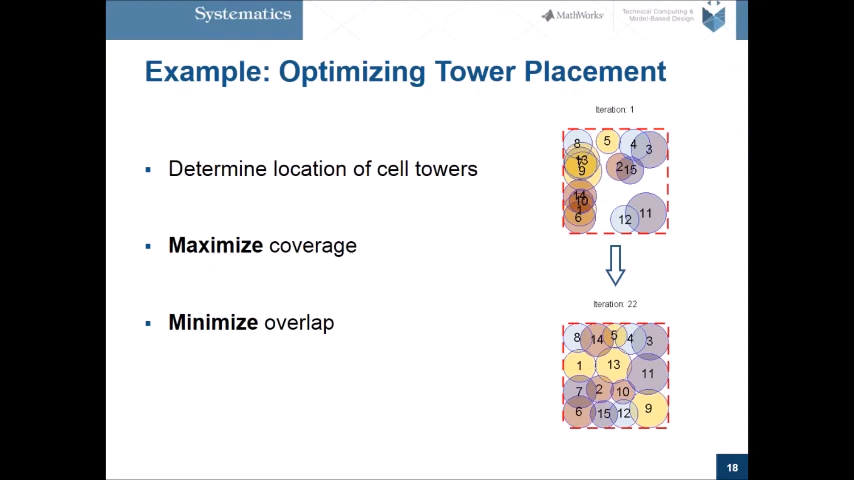 Systematics
MathWorks
Technical Computing &
Model-Based Design
Example: Optimizing Tower Placement
Iteration: 1
8 5 4 3
13
9 2 15
14
10
6 12 11
Determine location of cell towers
Maximize coverage
Iteration: 22
Minimize overlap
8 14 5 4 3
1 13 11
7 2 10
6 15 12 9
18